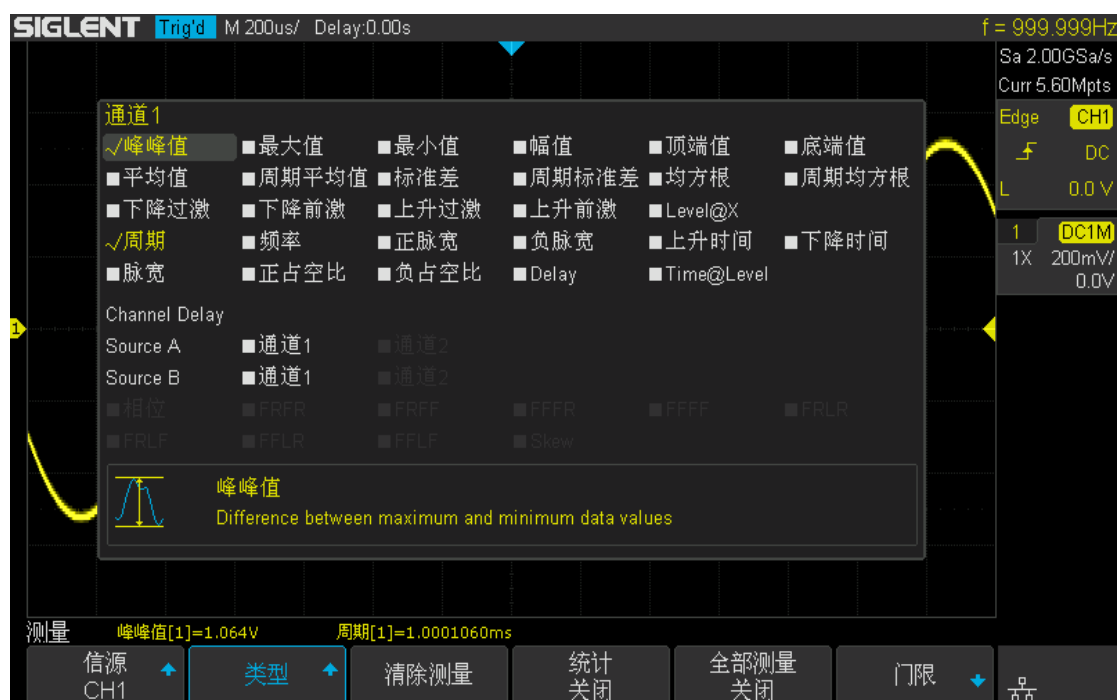 SIGLENT Trig'd M 200us/ Delay:0.00s f = 999.999Hz
Sa 2.00GSa/s
Curr 5.60Mpts
Edge CH1
DC
L 0.0V
1 DC1M
1X 200mV/
0.0V
通道1
峰峰值 最大值 最小值 幅值 顶端值 底端值
平均值 周期平均值 标准差 周期标准差 均方根 周期均方根
下降过激 下降前激 上升过激 上升前激 Level@X
周期 频率 正脉宽 负脉宽 上升时间 下降时间
脉宽 正占空比 负占空比 Delay Time@Level
Channel Delay
Source A 通道1 通道2
Source B 通道1 通道2
相位 FRFR FRFF FFFR FFFF FRLR
FRLF FFLR FFLF Skew
峰峰值
Difference between maximum and minimum data values
1
测量 峰峰值[1]=1.064V 周期[1]=1.0001060ms
信源 类型 清除测量 统计 全部测量 门限
CH1 关闭 关闭